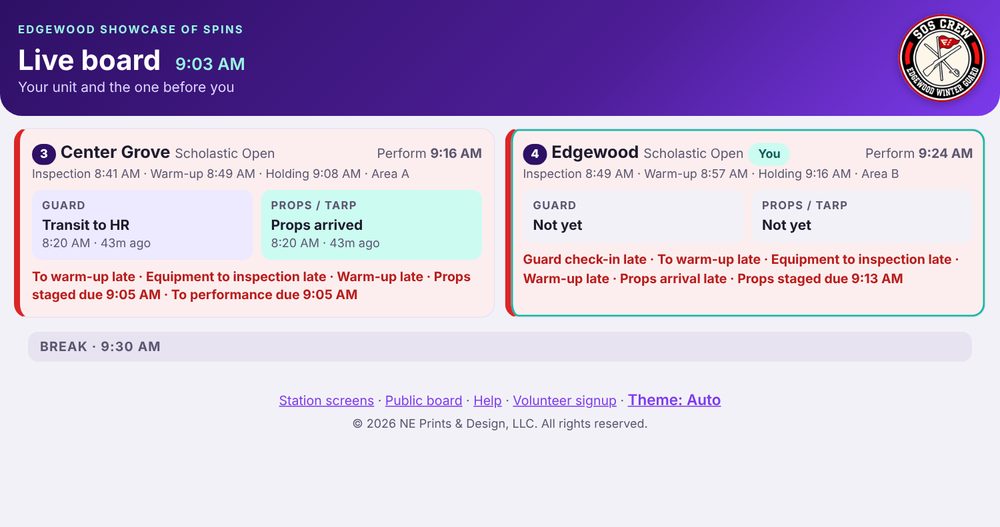 EDGEWOOD SHOWCASE OF SPINS
Live board 9:03 AM
Your unit and the one before you
SOS CREW
EDGEWOOD WINTER GUARD
3 Center Grove Scholastic Open Perform 9:16 AM
Inspection 8:41 AM · Warm-up 8:49 AM · Holding 9:08 AM · Area A
GUARD
Transit to HR
8:20 AM · 43m ago
PROPS / TARP
Props arrived
8:20 AM · 43m ago
To warm-up late · Equipment to inspection late · Warm-up late · Props
staged due 9:05 AM · To performance due 9:05 AM
4 Edgewood Scholastic Open You Perform 9:24 AM
Inspection 8:49 AM · Warm-up 8:57 AM · Holding 9:16 AM · Area B
GUARD
Not yet
PROPS / TARP
Not yet
Guard check-in late · To warm-up late · Equipment to inspection late ·
Warm-up late · Props arrival late · Props staged due 9:13 AM
BREAK · 9:30 AM
Station screens · Public board · Help · Volunteer signup · Theme: Auto
© 2026 NE Prints & Design, LLC. All rights reserved.